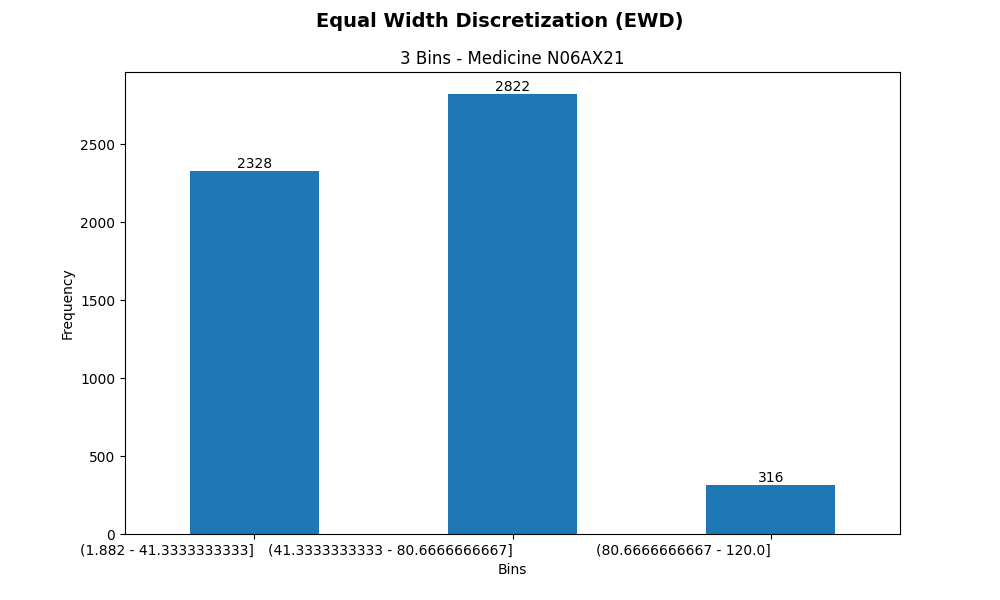 Equal Width Discretization (EWD)
3 Bins - Medicine N06AX21
2822
2328
316
2500
2000
1500
1000
500
0
Frequency
(1.882 - 41.3333333333] (41.3333333333 - 80.6666666667] (80.6666666667 - 120.0]
Bins